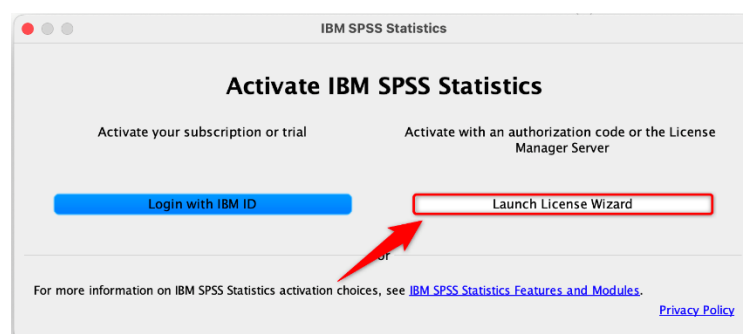 IBM SPSS Statistics
Activate IBM SPSS Statistics
Activate your subscription or trial
Activate with an authorization code or the License
Manager Server
Login with IBM ID
Launch License Wizard
or
For more information on IBM SPSS Statistics activation choices, see IBM SPSS Statistics Features and Modules.
Privacy Policy